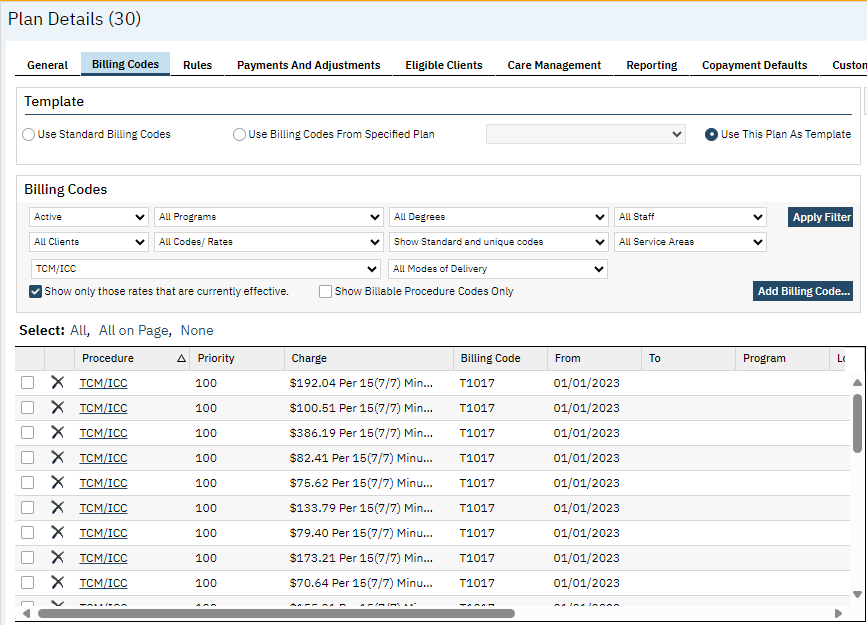 Plan Details (30)
General Billing Codes Rules Payments And Adjustments Eligible Clients Care Management Reporting Copayment Defaults Custom
Template
Use Standard Billing Codes Use Billing Codes From Specified Plan Use This Plan As Template
Billing Codes
Active All Programs All Degrees All Staff Apply Filter
All Clients All Codes/ Rates Show Standard and unique codes All Service Areas
TCM/ICC All Modes of Delivery
Show only those rates that are currently effective. Show Billable Procedure Codes Only Add Billing Code...
Select: All, All on Page, None
Procedure Priority Charge Billing Code From To Program
TCM/ICC 100 $192.04 Per 15(7/7) Min... T1017 01/01/2023
TCM/ICC 100 $100.51 Per 15(7/7) Min... T1017 01/01/2023
TCM/ICC 100 $386.19 Per 15(7/7) Min... T1017 01/01/2023
TCM/ICC 100 $82.41 Per 15(7/7) Minu... T1017 01/01/2023
TCM/ICC 100 $75.62 Per 15(7/7) Minu... T1017 01/01/2023
TCM/ICC 100 $133.79 Per 15(7/7) Min... T1017 01/01/2023
TCM/ICC 100 $79.40 Per 15(7/7) Minu... T1017 01/01/2023
TCM/ICC 100 $173.21 Per 15(7/7) Min... T1017 01/01/2023
TCM/ICC 100 $70.64 Per 15(7/7) Minu... T1017 01/01/2023